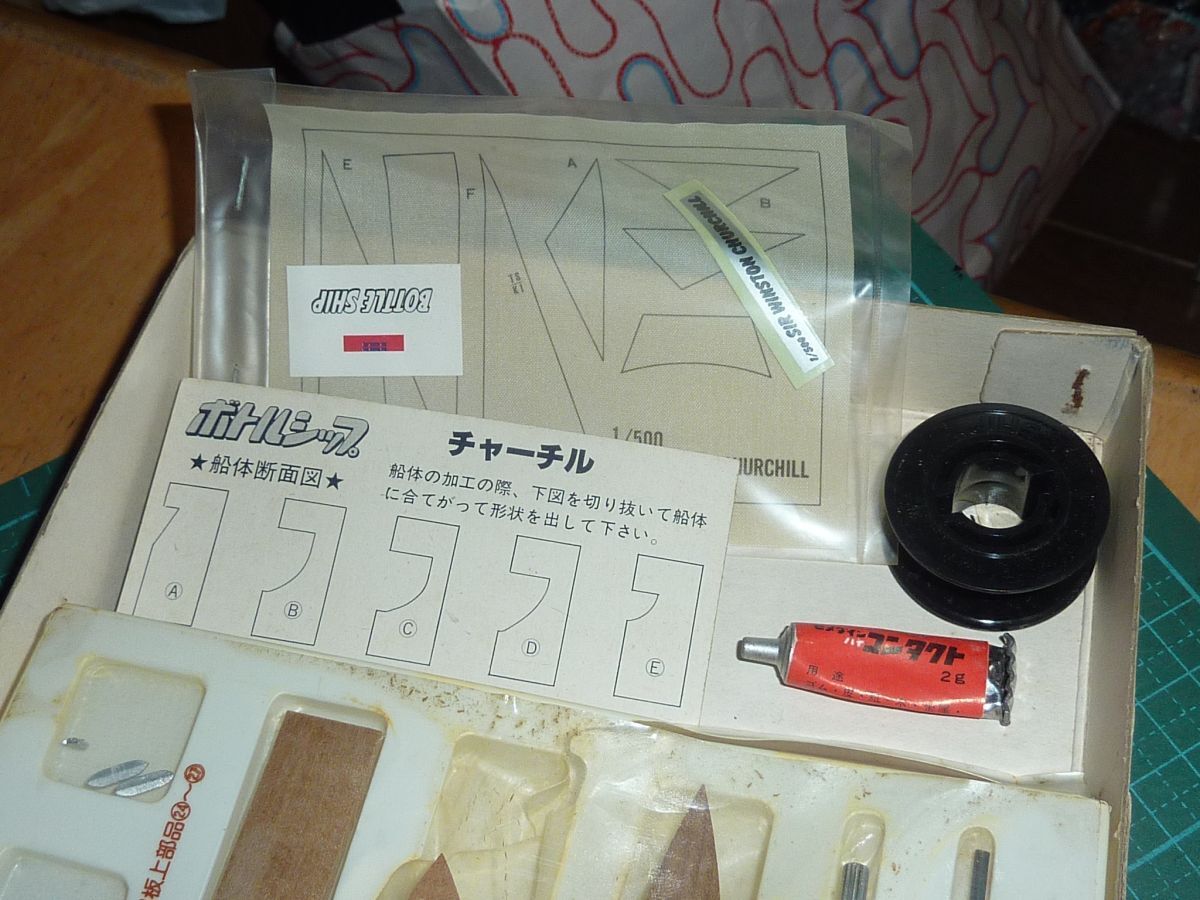 E
F
A
B
BOTTLE SHIP
1/500 SIR WINSTON CHURCHILL
1/500
CHURCHILL
ボトルシップ
チャーチル
★船体断面図★
船体の加工の際、下図を切り抜いて船体
に合てがって形状を出して下さい。
A
B
C
D
E
コンタクト
2g
用途
板上部品㉔〜㉗